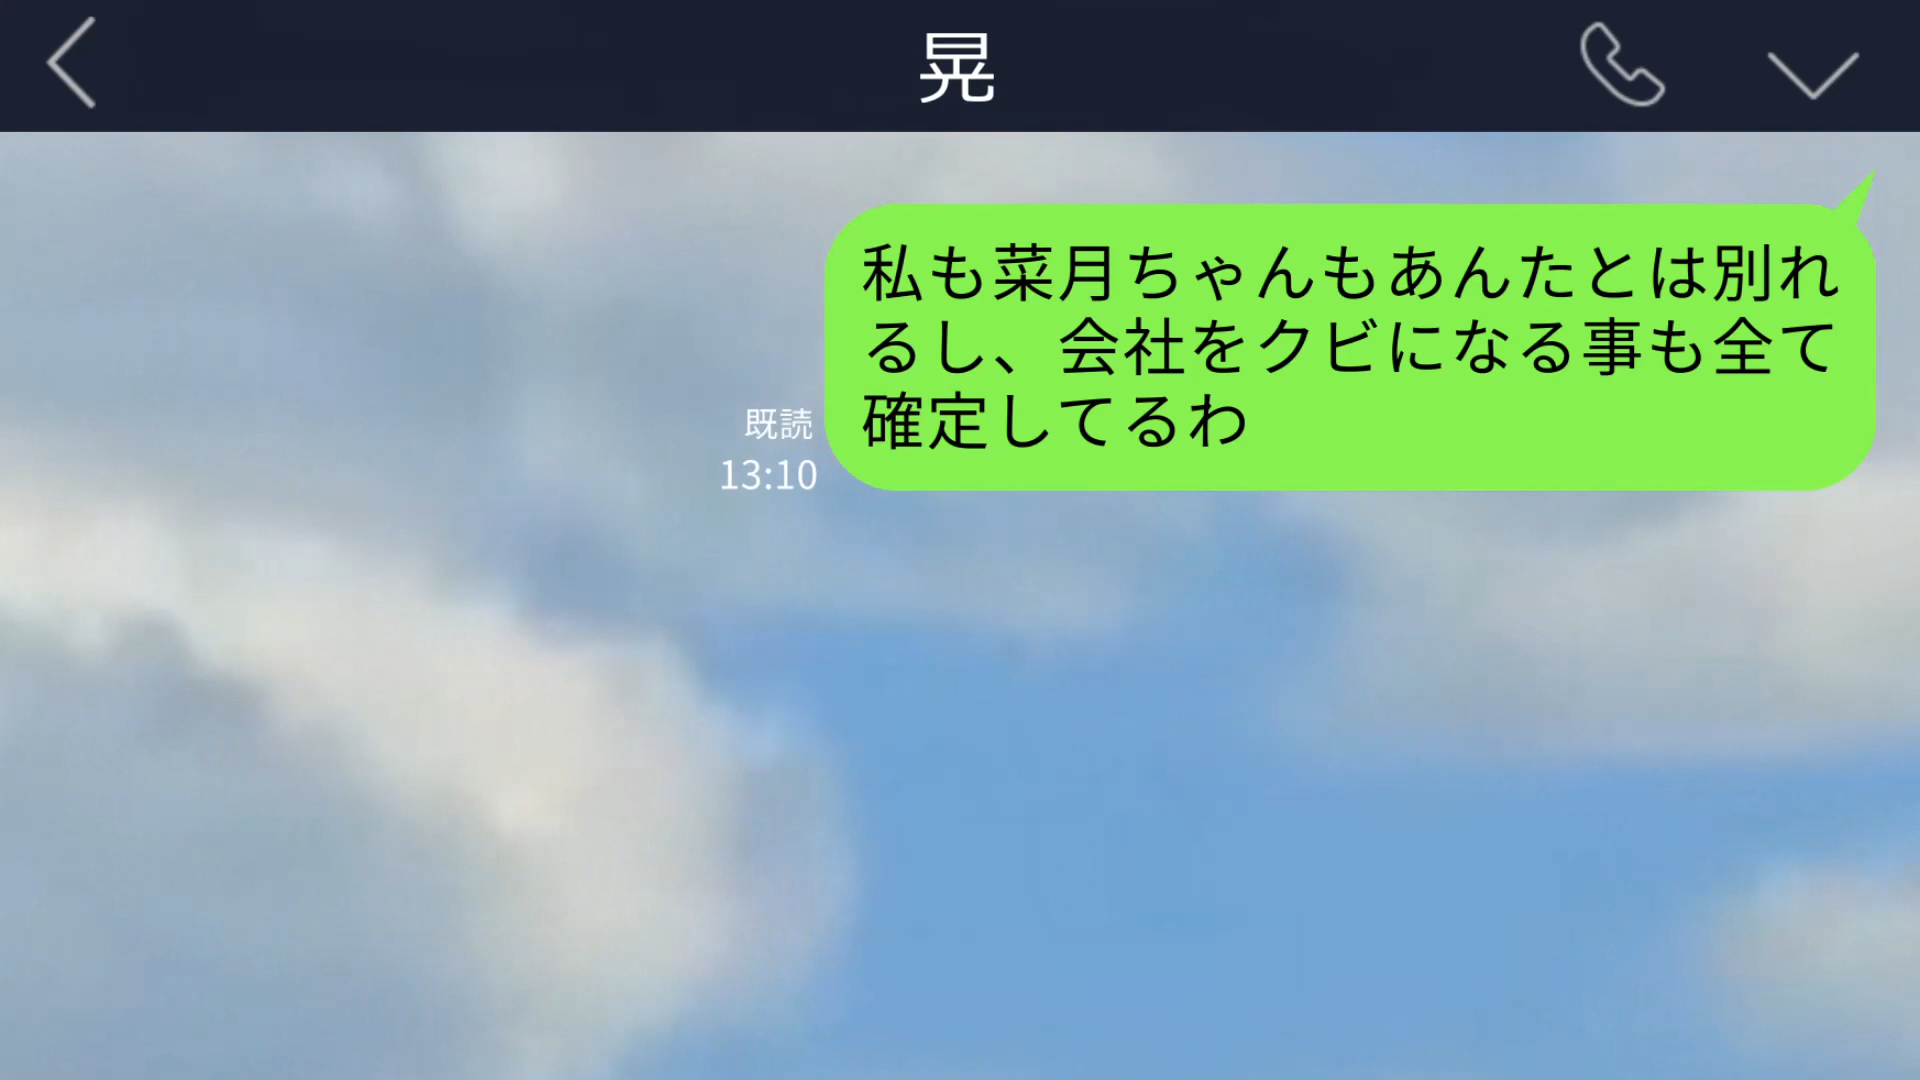 晃
私も菜月ちゃんもあんたとは別れ
るし、会社をクビになる事も全て
確定してるわ
既読
13:10